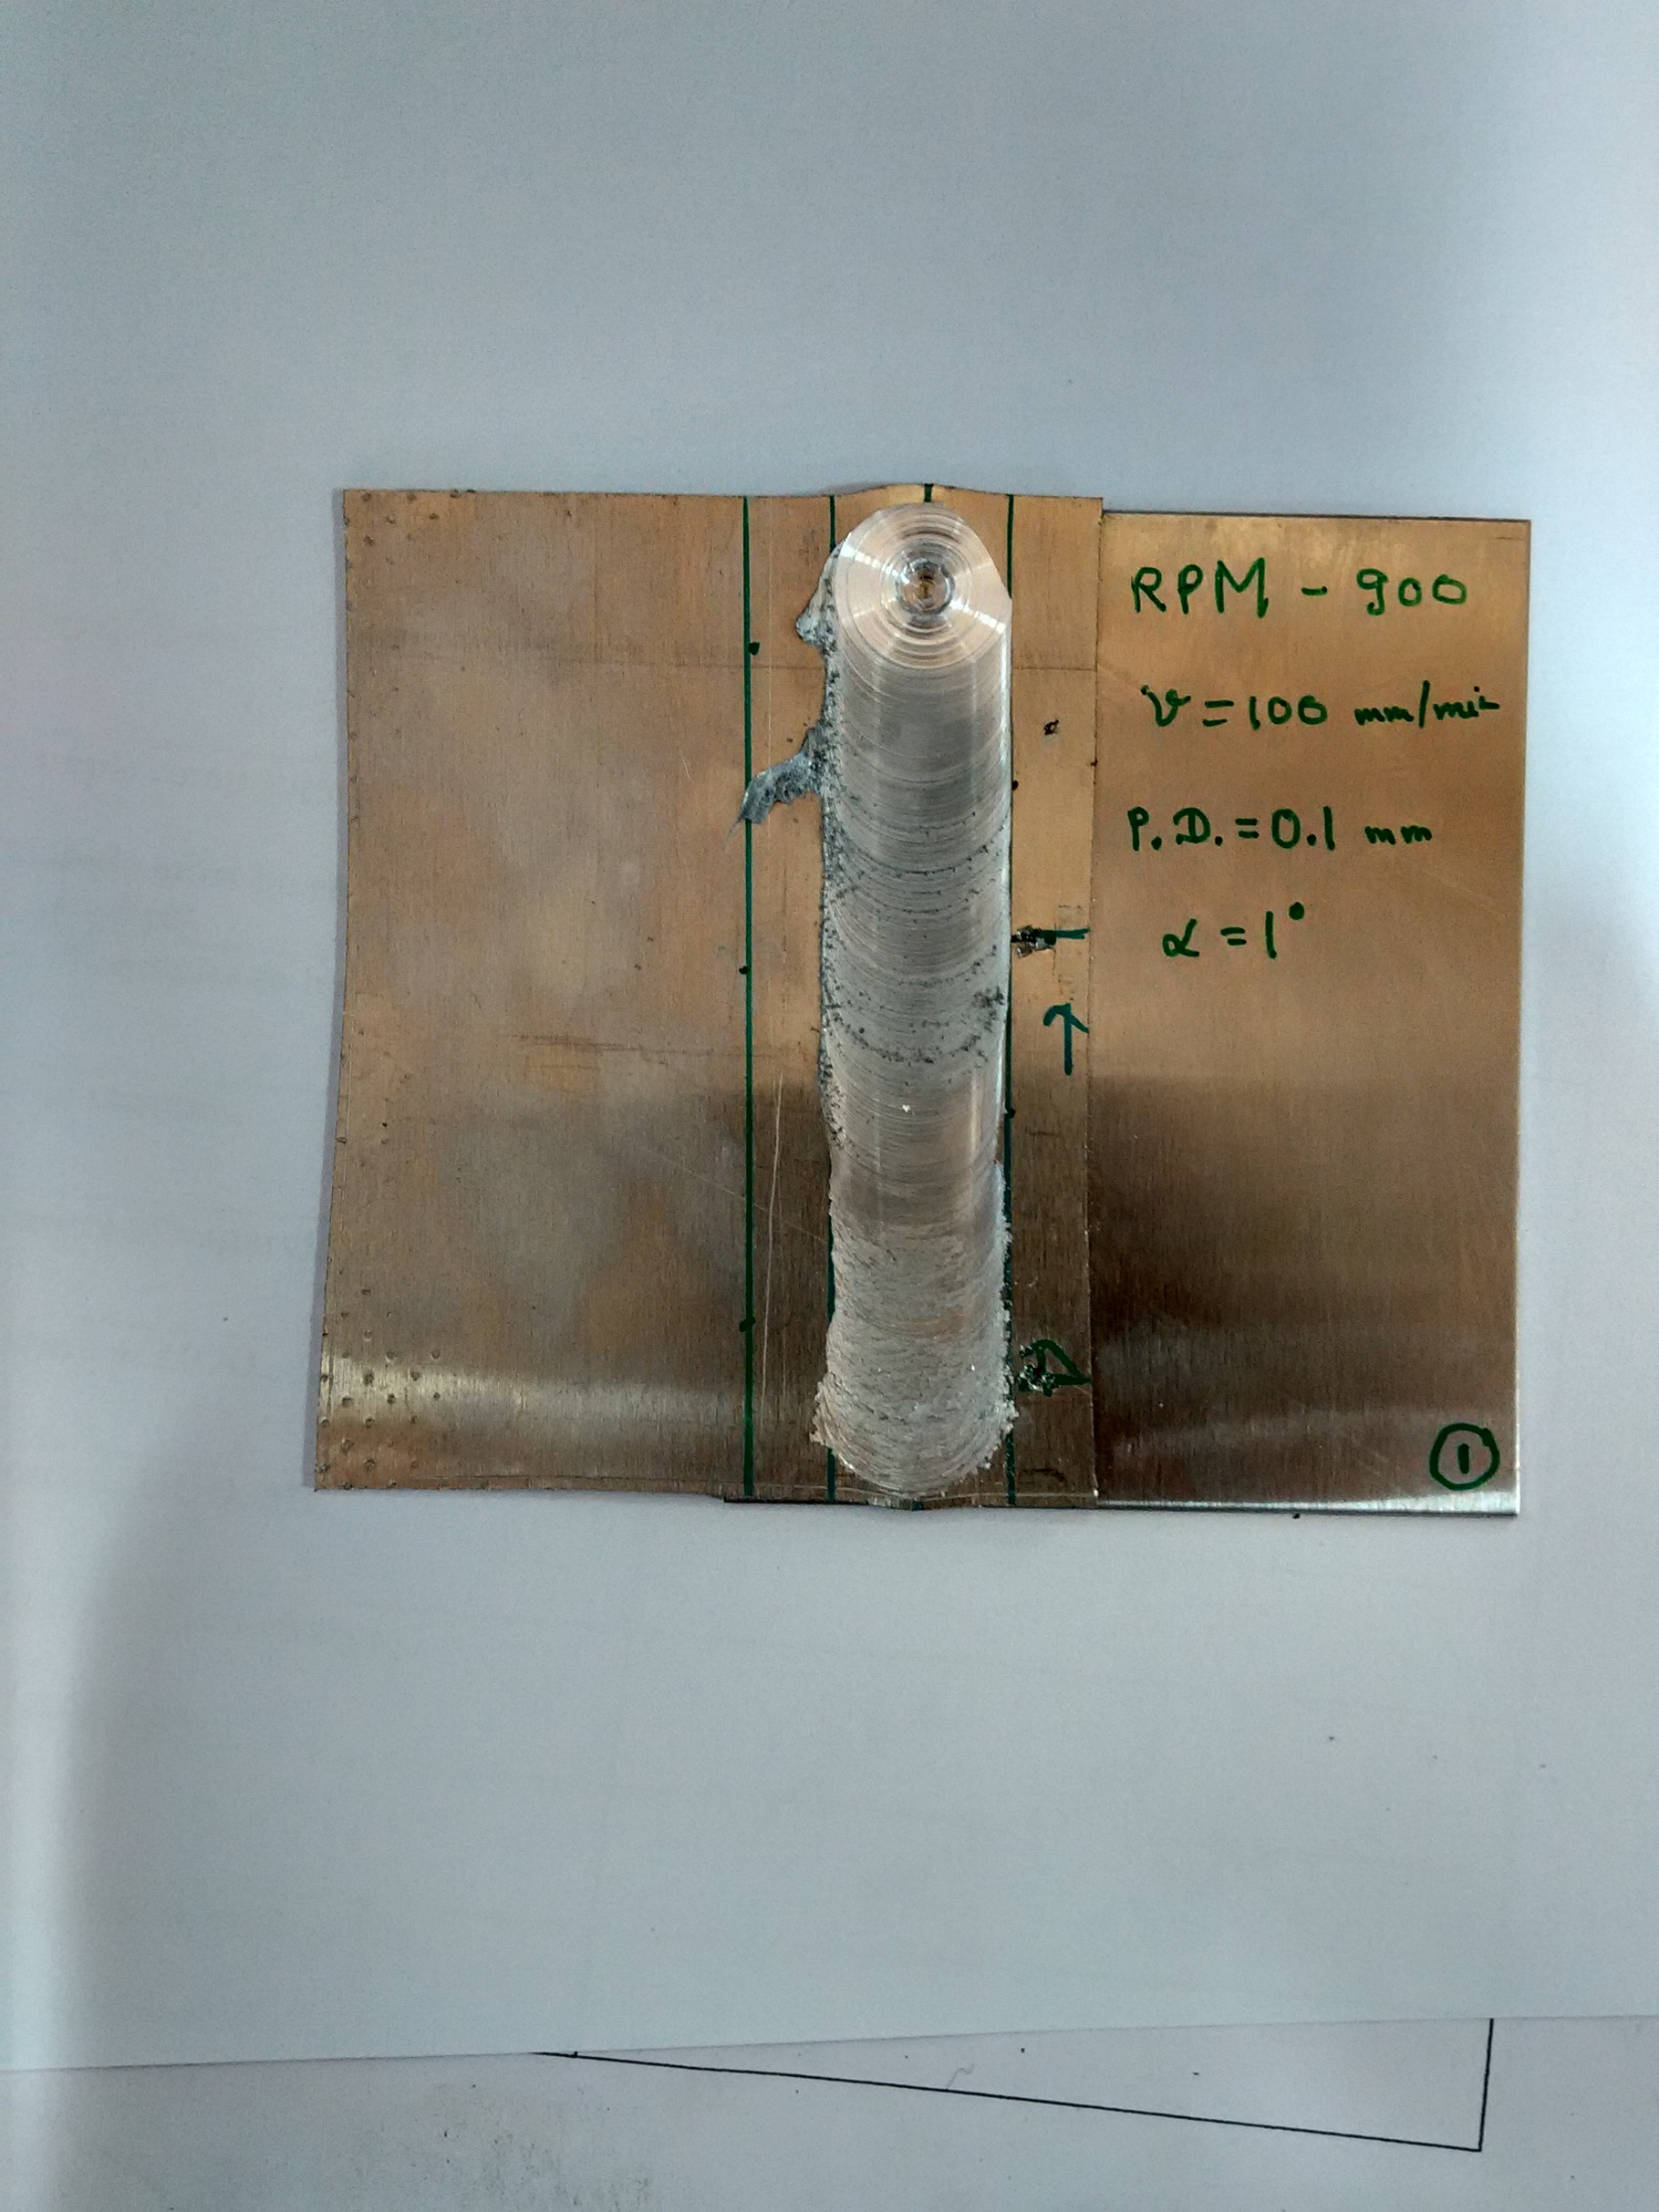 RPM - 900
v = 100 mm/min
P.D. = 0.1 mm
α = 1°
1